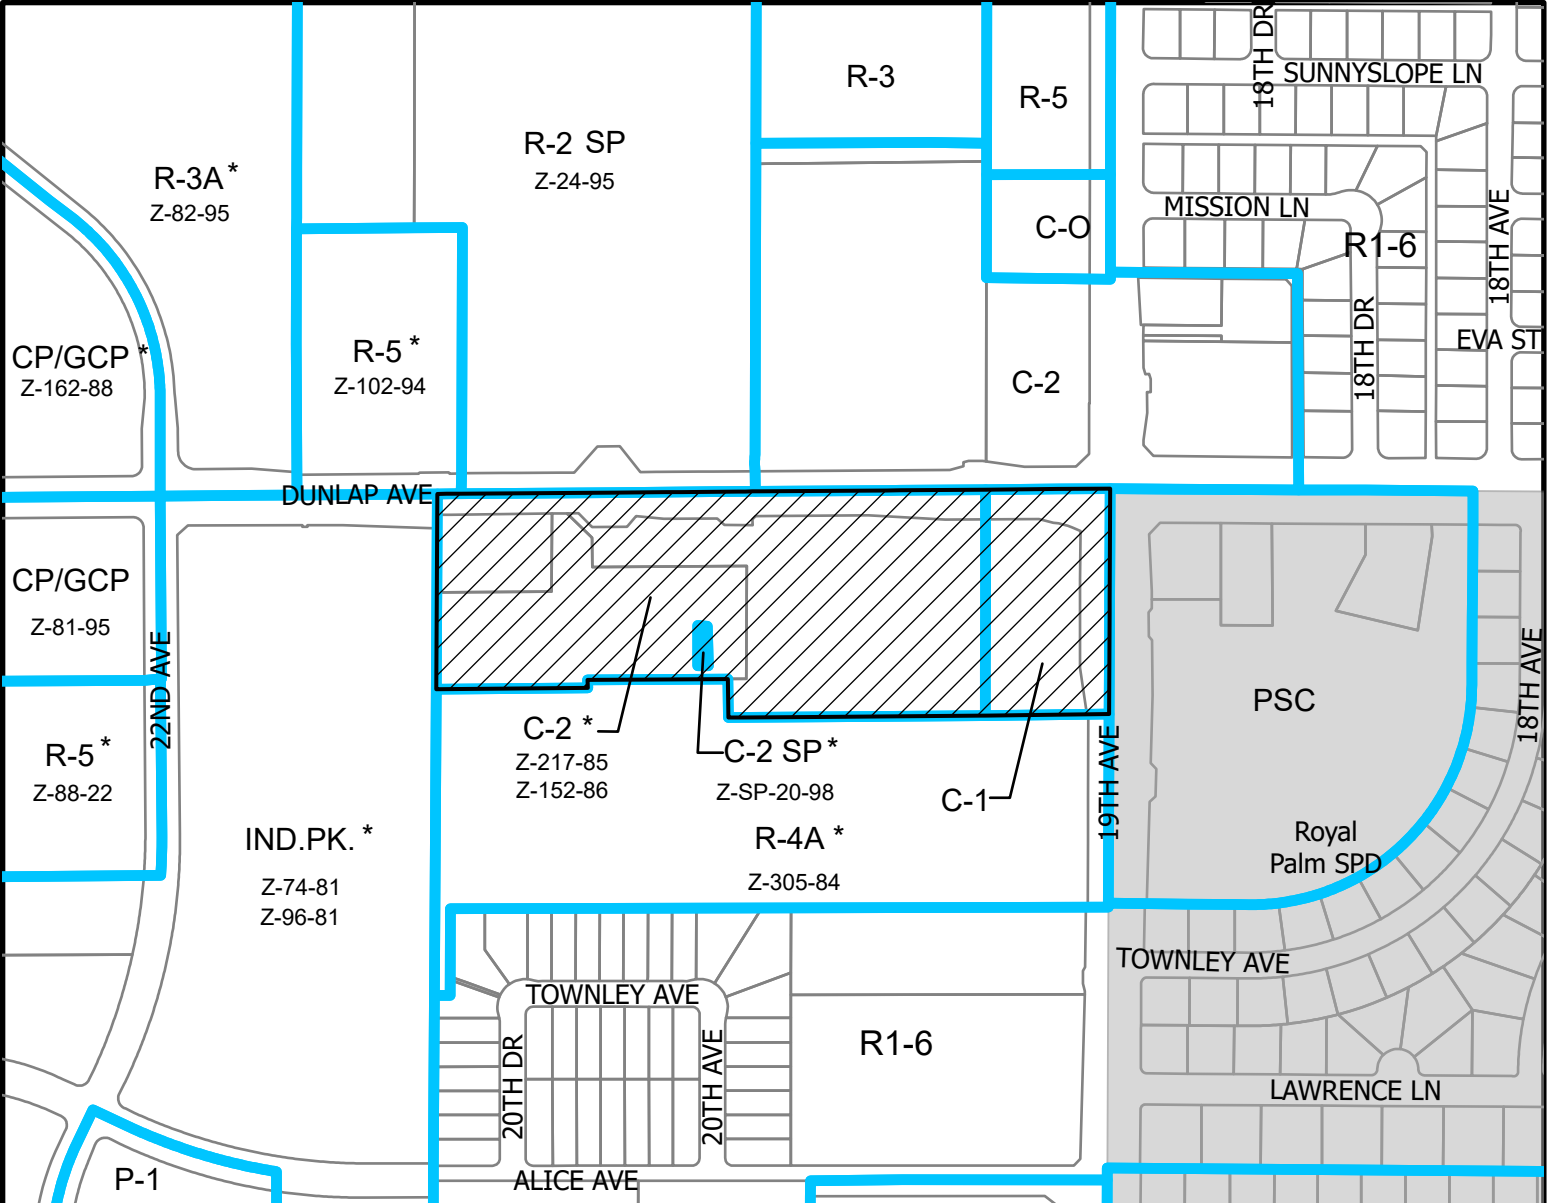 18TH DR
SUNNYSLOPE LN
R-3
R-5
R-2 SP
Z-24-95
R-3A *
Z-82-95
MISSION LN
C-O
R1-6
18TH AVE
18TH DR
EVA ST
CP/GCP *
Z-162-88
R-5 *
Z-102-94
C-2
DUNLAP AVE
CP/GCP
Z-81-95
22ND AVE
R-5 *
Z-88-22
C-2 *
Z-217-85
Z-152-86
C-2 SP *
Z-SP-20-98
C-1
19TH AVE
PSC
18TH AVE
Royal
Palm SPD
IND.PK. *
Z-74-81
Z-96-81
R-4A *
Z-305-84
TOWNLEY AVE
TOWNLEY AVE
20TH DR
20TH AVE
R1-6
LAWRENCE LN
P-1
ALICE AVE